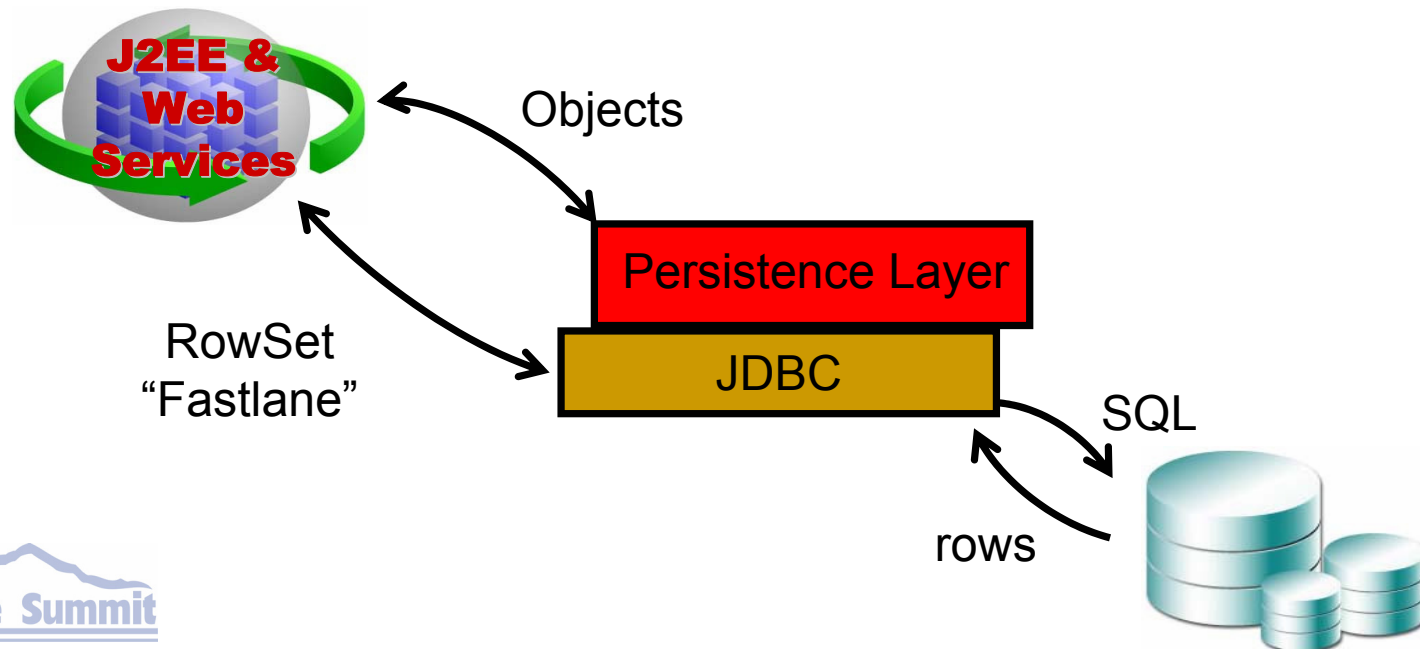 J2EE &
Web
Services
Objects
Persistence Layer
RowSet
“Fastlane”
JDBC
SQL
rows
Summit